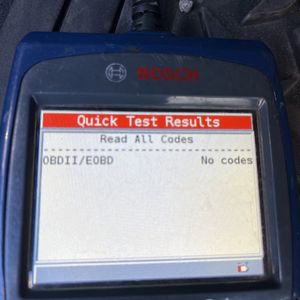 BOSCH
Quick Test Results
Read All Codes
OBDII/EOBD No codes